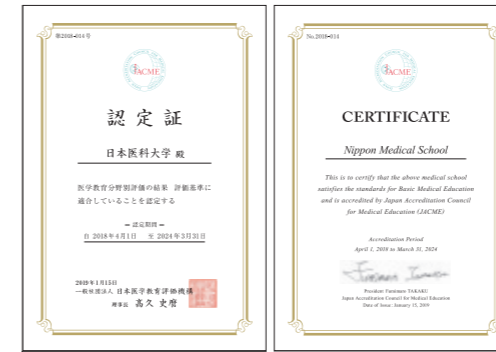 第2018-014号
JACME
認定証
日本医科大学 殿
医学教育分野別評価の結果 評価基準に
適合していることを認定する
― 認定期間 ―
自 2018年4月1日 至 2024年3月31日
2019年1月15日
一般社団法人 日本医学教育評価機構
理事長 高久 史麿
No.2018-014
JACME
CERTIFICATE
Nippon Medical School
This is to certify that the above medical school
satisfies the standards for Basic Medical Education
and is accredited by Japan Accreditation Council
for Medical Education (JACME)
Accreditation Period
April 1, 2018 to March 31, 2024
President Fumimaro TAKAKU
Japan Accreditation Council for Medical Education
Date of Issue: January 15, 2019